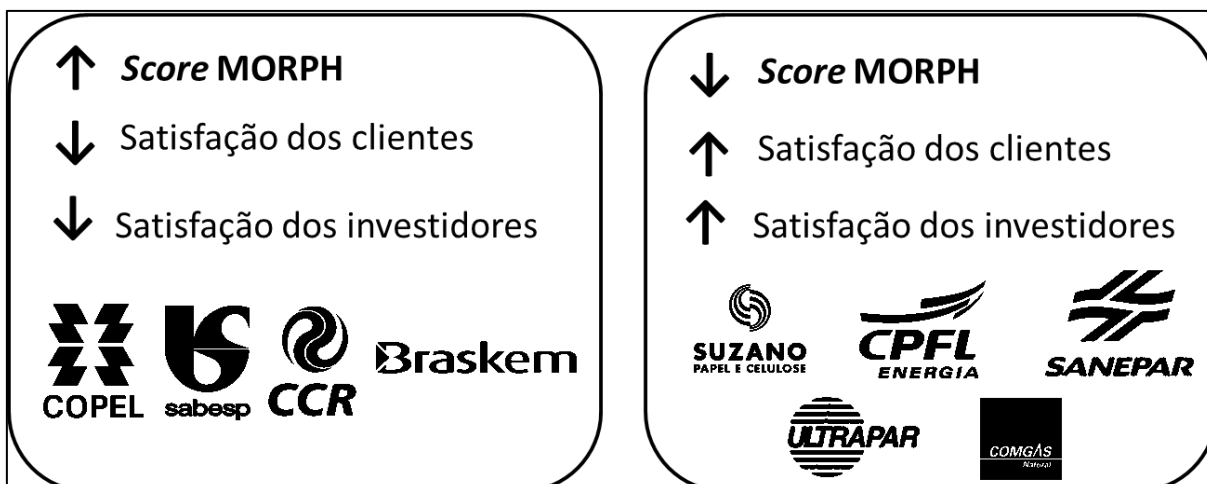 ↑ Score MORPH
↓ Satisfação dos clientes
↓ Satisfação dos investidores
COPEL
sabesp
CCR
Braskem
↓ Score MORPH
↑ Satisfação dos clientes
↑ Satisfação dos investidores
SUZANO
PAPEL E CELULOSE
CPFL
ENERGIA
SANEPAR
ULTRAPAR
COMGÁS
Natural